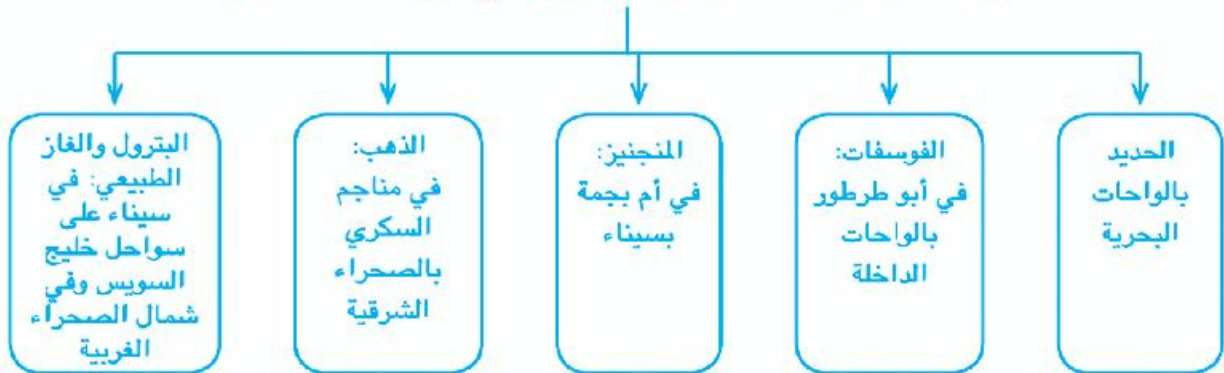 الحديد
بالواحات
البحرية
الفوسفات:
في أبو طرطور
بالواحات
الداخلة
المنجنيز:
في أم بجمة
بسيناء
الذهب:
في مناجم
السكري
بالصحراء
الشرقية
البترول والغاز
الطبيعي: في
سيناء على
سواحل خليج
السويس وفي
شمال الصحراء
الغربية